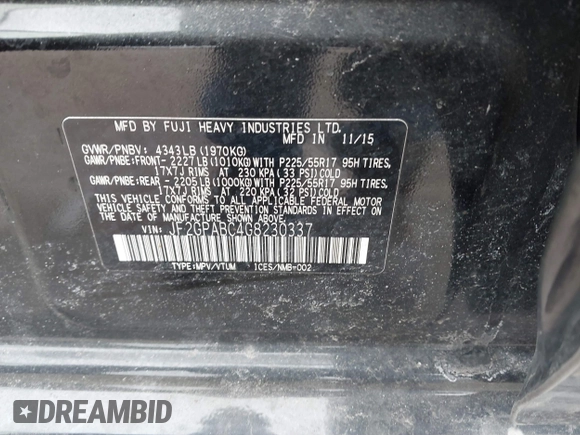 MFD BY FUJI HEAVY INDUSTRIES LTD.
MFD IN 11/15
GVWR/PNBV: 4343LB(1970KG)
GAWR/PNBE:FRONT- 2227LB(1010KG)WITH P225/55R17 95H TIRES,
17X7J RIMS AT 230 KPA(33 PSI)COLD
GAWR/PNBE:REAR - 2205LB(1000KG)WITH P225/55R17 95H TIRES,
17X7J RIMS AT 220 KPA(32 PSI)COLD
THIS VEHICLE CONFORMS TO ALL APPLICABLE FEDERAL MOTOR
VEHICLE SAFETY AND THEFT PREVENTION STANDARDS IN EFFECT
ON THE DATE OF MANUFACTURE SHOWN ABOVE.
VIN: JF2GPABC4G8230337
TYPE:MPV/VTUM ICES/NMB-002
DREAMBID